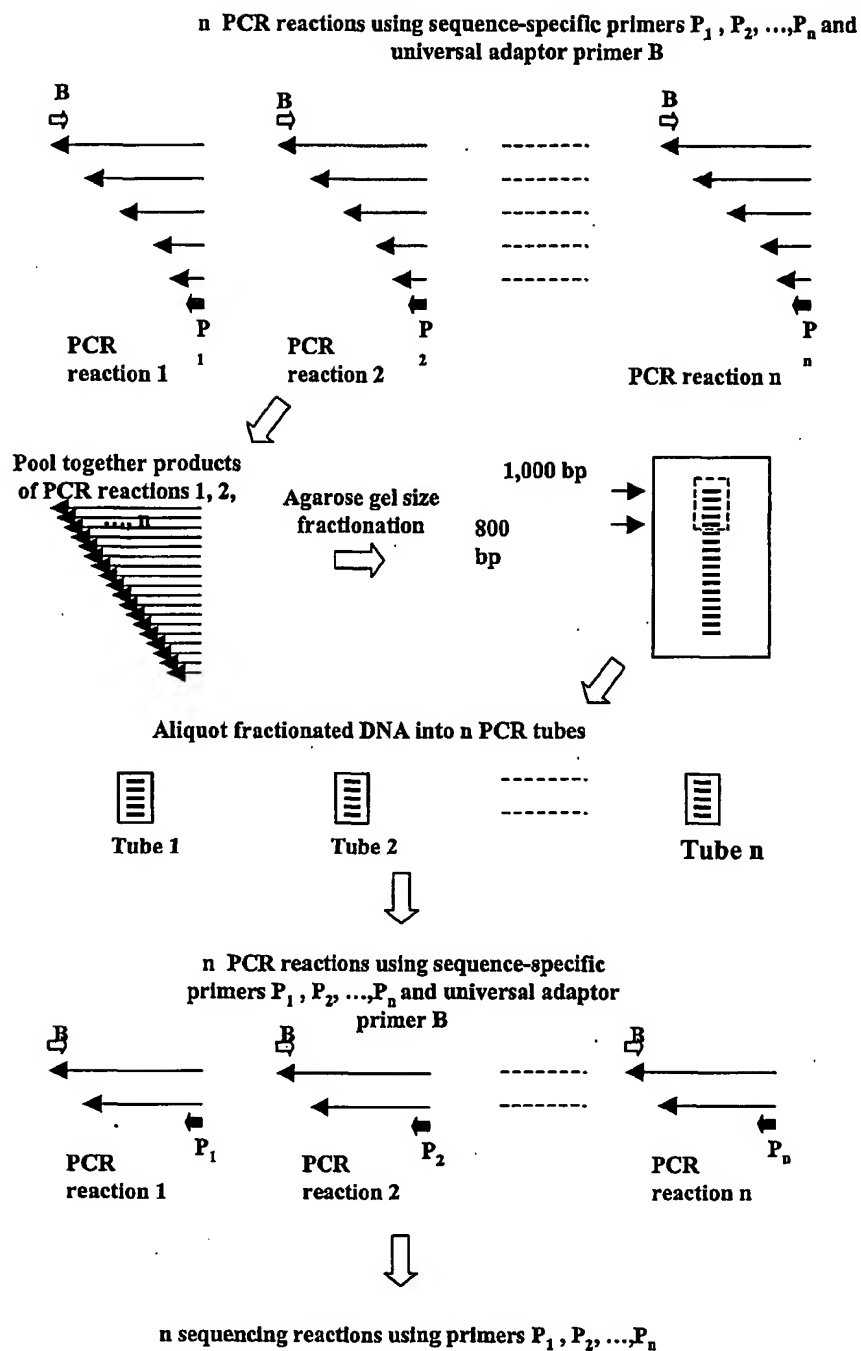 n PCR reactions using sequence-specific primers P1 , P2, ...,Pn and
universal adaptor primer B
B
B
B
P
1
P
2
P
n
PCR
reaction 1
PCR
reaction 2
PCR reaction n
Pool together products
of PCR reactions 1, 2,
..., n
Agarose gel size
fractionation
1,000 bp
800
bp
Aliquot fractionated DNA into n PCR tubes
Tube 1
Tube 2
Tube n
n PCR reactions using sequence-specific
primers P1 , P2, ...,Pn and universal adaptor
primer B
B
B
B
P1
P2
Pn
PCR
reaction 1
PCR
reaction 2
PCR
reaction n
n sequencing reactions using primers P1 , P2, ...,Pn